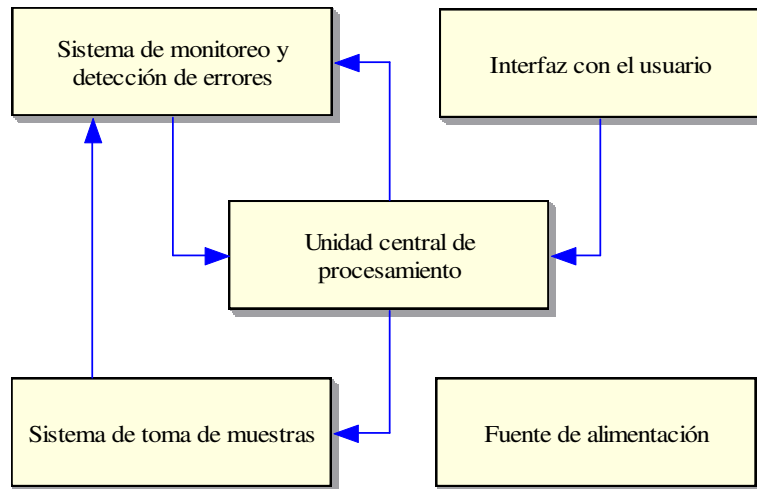 Sistema de monitoreo y
detección de errores
Interfaz con el usuario
Unidad central de
procesamiento
Sistema de toma de muestras
Fuente de alimentación